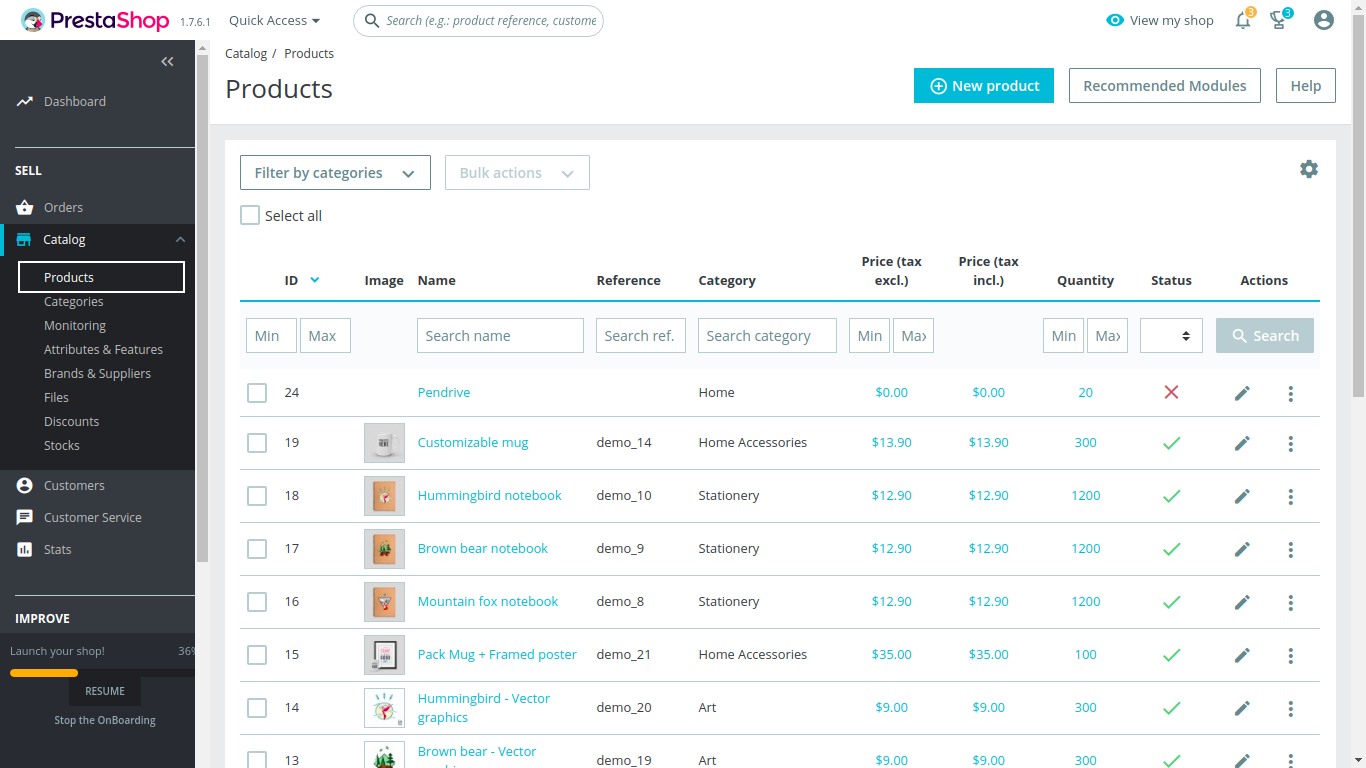 PrestaShop 1.7.6.1 Quick Access Search (e.g.: product reference, custome View my shop 3 3
Catalog / Products
Products
New product Recommended Modules Help
Dashboard
SELL
Orders
Catalog
Products
Categories
Monitoring
Attributes & Features
Brands & Suppliers
Files
Discounts
Stocks
Customers
Customer Service
Stats
IMPROVE
Launch your shop! 36%
RESUME
Stop the OnBoarding
Filter by categories Bulk actions
Select all
ID Image Name Reference Category Price (tax excl.) Price (tax incl.) Quantity Status Actions
Min Max Search name Search ref. Search category Min Max Min Max Search
24 Pendrive Home $0.00 $0.00 20
19 Customizable mug demo_14 Home Accessories $13.90 $13.90 300
18 Hummingbird notebook demo_10 Stationery $12.90 $12.90 1200
17 Brown bear notebook demo_9 Stationery $12.90 $12.90 1200
16 Mountain fox notebook demo_8 Stationery $12.90 $12.90 1200
15 Pack Mug + Framed poster demo_21 Home Accessories $35.00 $35.00 100
14 Hummingbird - Vector graphics demo_20 Art $9.00 $9.00 300
13 Brown bear - Vector demo_19 Art $9.00 $9.00 300